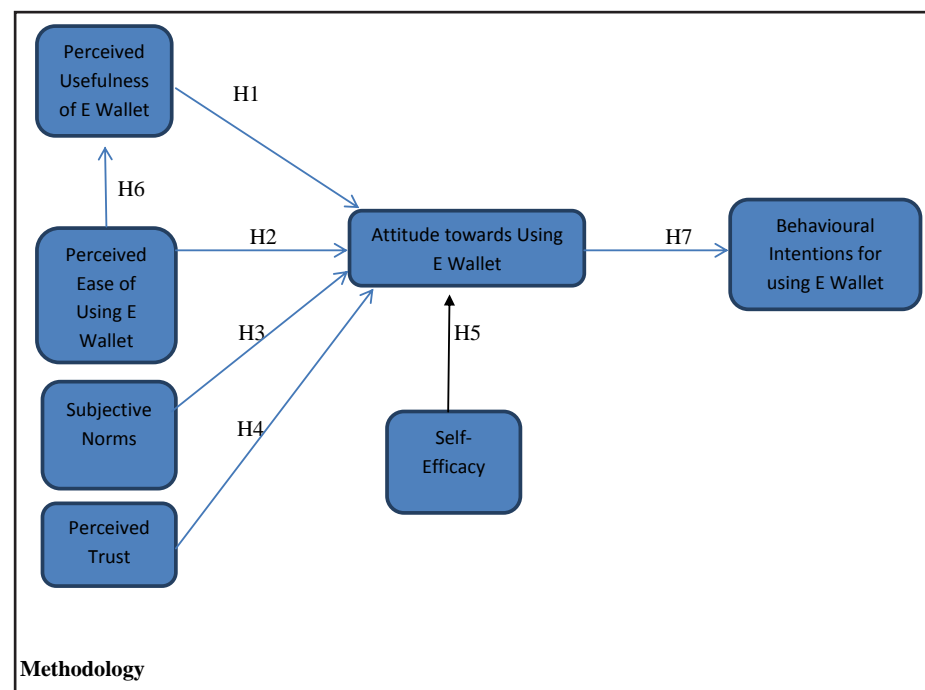 Perceived
Usefulness
of E Wallet
H1
H6
Perceived
Ease of
Using E
Wallet
H2
Attitude towards Using
E Wallet
H7
Behavioural
Intentions for
using E Wallet
H3
H5
Subjective
Norms
H4
Self-
Efficacy
Perceived
Trust
Methodology